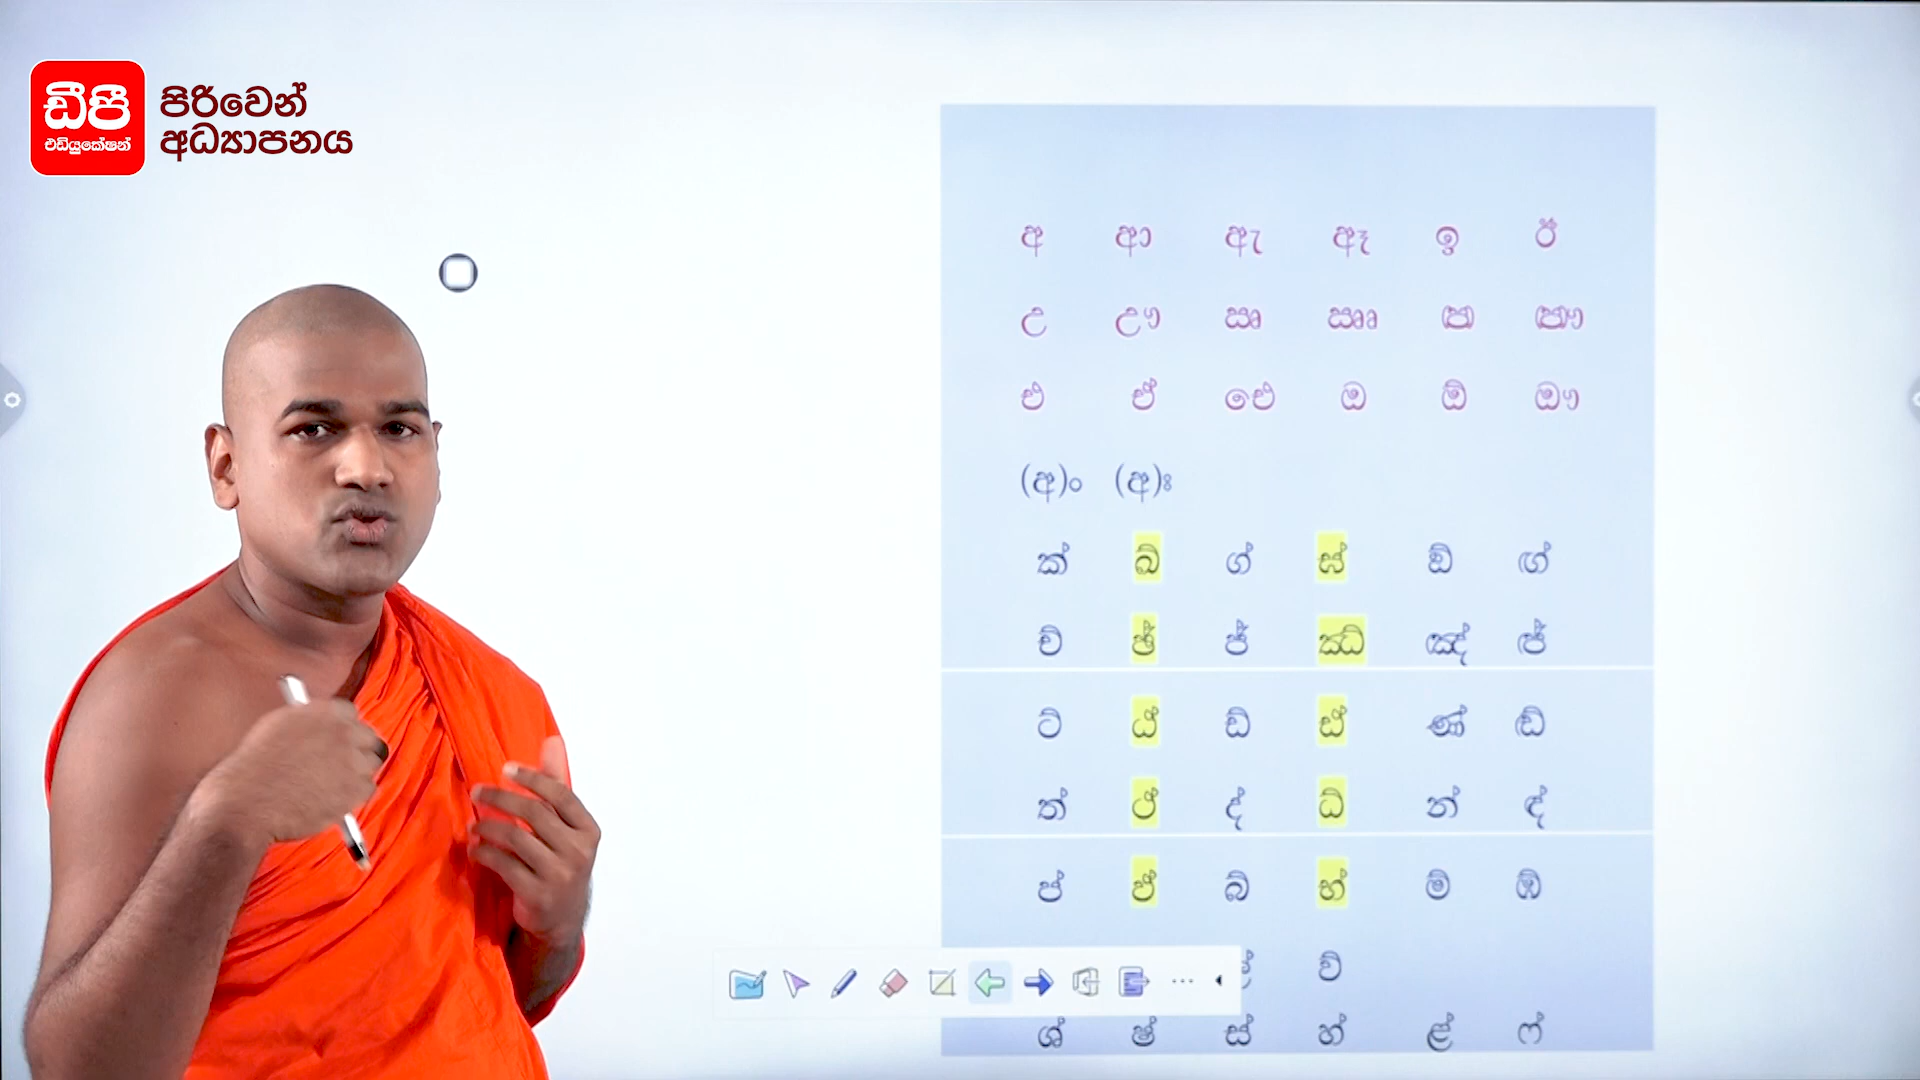 ඩීපී
එඩියුකේෂන්
පිරිවෙන්
අධ්‍යාපනය
අ ආ ඇ ඈ ඉ ඊ
උ ඌ ඍ ඎ ඏ ඐ
එ ඒ ඓ ඔ ඕ ඖ
(අ)ං (අ)ඃ
ක් ඛ් ග් ඝ් ඞ් ඟ්
ච් ඡ් ජ් ඣ් ඤ් ඦ්
ට් ඨ් ඩ් ඪ් ණ් ඬ්
ත් ථ් ද් ධ් න් ඳ්
ප් ඵ් බ් භ් ම් ඹ්
ව්
ශ් ෂ් ස් හ් ළ් ෆ්